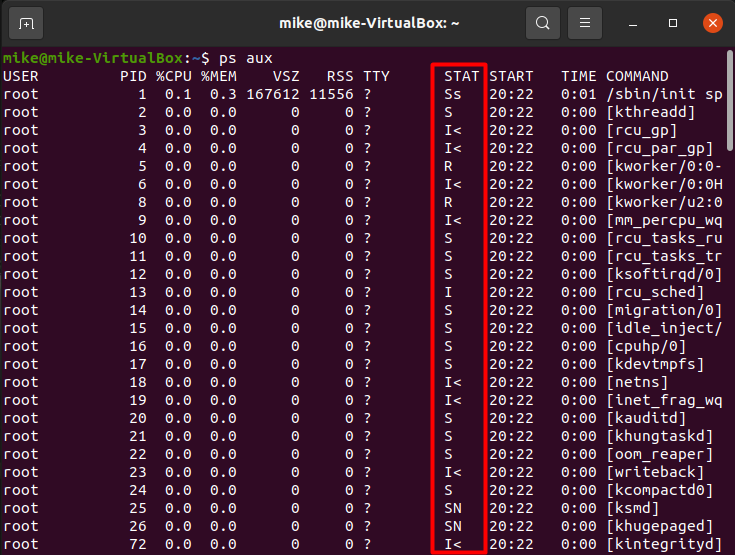 mike@mike-VirtualBox: ~
mike@mike-VirtualBox:~$ ps aux
USER         PID %CPU %MEM    VSZ   RSS TTY      STAT START   TIME COMMAND
root           1  0.1  0.3 167612 11556 ?        Ss   20:22   0:01 /sbin/init sp
root           2  0.0  0.0      0     0 ?        S    20:22   0:00 [kthreadd]
root           3  0.0  0.0      0     0 ?        I<   20:22   0:00 [rcu_gp]
root           4  0.0  0.0      0     0 ?        I<   20:22   0:00 [rcu_par_gp]
root           5  0.0  0.0      0     0 ?        R    20:22   0:00 [kworker/0:0-
root           6  0.0  0.0      0     0 ?        I<   20:22   0:00 [kworker/0:0H
root           8  0.0  0.0      0     0 ?        R    20:22   0:00 [kworker/u2:0
root           9  0.0  0.0      0     0 ?        I<   20:22   0:00 [mm_percpu_wq
root          10  0.0  0.0      0     0 ?        S    20:22   0:00 [rcu_tasks_ru
root          11  0.0  0.0      0     0 ?        S    20:22   0:00 [rcu_tasks_tr
root          12  0.0  0.0      0     0 ?        S    20:22   0:00 [ksoftirqd/0]
root          13  0.0  0.0      0     0 ?        I    20:22   0:00 [rcu_sched]
root          14  0.0  0.0      0     0 ?        S    20:22   0:00 [migration/0]
root          15  0.0  0.0      0     0 ?        S    20:22   0:00 [idle_inject/
root          16  0.0  0.0      0     0 ?        S    20:22   0:00 [cpuhp/0]
root          17  0.0  0.0      0     0 ?        S    20:22   0:00 [kdevtmpfs]
root          18  0.0  0.0      0     0 ?        I<   20:22   0:00 [netns]
root          19  0.0  0.0      0     0 ?        I<   20:22   0:00 [inet_frag_wq
root          20  0.0  0.0      0     0 ?        S    20:22   0:00 [kauditd]
root          21  0.0  0.0      0     0 ?        S    20:22   0:00 [khungtaskd]
root          22  0.0  0.0      0     0 ?        S    20:22   0:00 [oom_reaper]
root          23  0.0  0.0      0     0 ?        I<   20:22   0:00 [writeback]
root          24  0.0  0.0      0     0 ?        S    20:22   0:00 [kcompactd0]
root          25  0.0  0.0      0     0 ?        SN   20:22   0:00 [ksmd]
root          26  0.0  0.0      0     0 ?        SN   20:22   0:00 [khugepaged]
root          72  0.0  0.0      0     0 ?        I<   20:22   0:00 [kintegrityd]